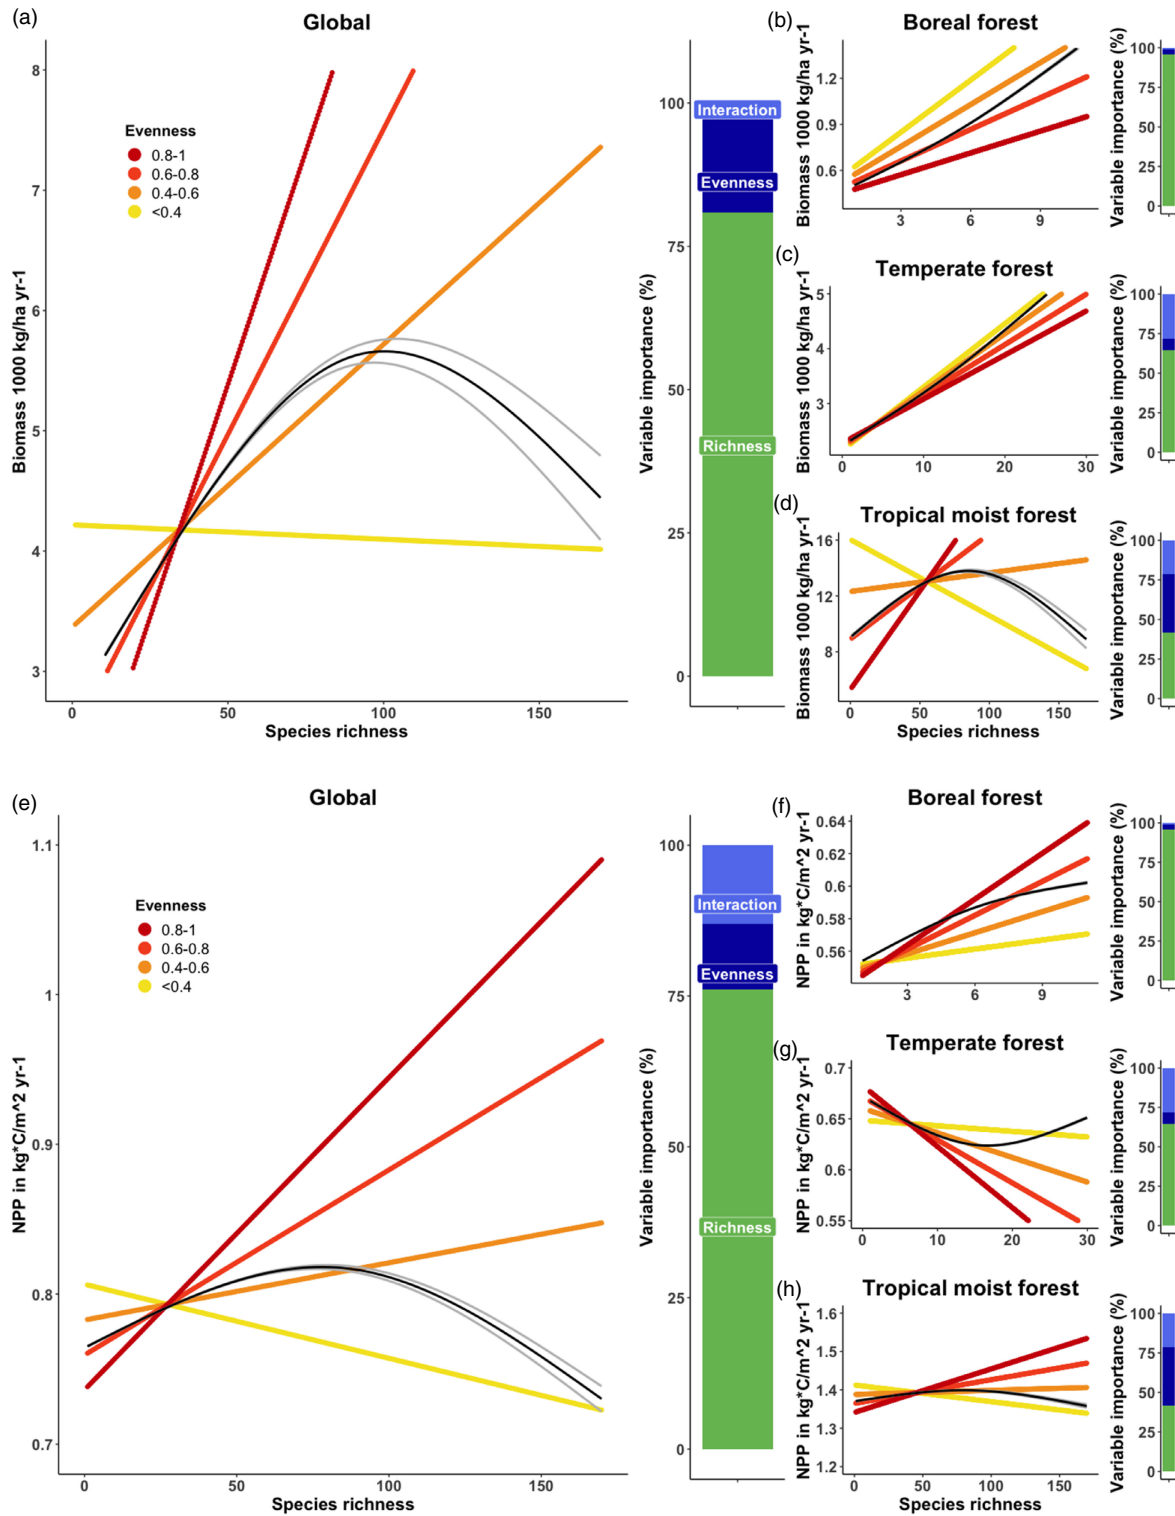 (a)
Global
Biomass 1000 kg/ha yr-1
8
7
6
5
4
3
Evenness
0.8-1
0.6-0.8
0.4-0.6
<0.4
0
50
100
150
Species richness
Variable importance (%)
100
75
50
25
0
Interaction
Evenness
Richness
(b)
Boreal forest
Biomass 1000 kg/ha yr-1
1.2
0.9
0.6
3
6
9
Variable importance (%)
100
75
50
25
0
(c)
Temperate forest
Biomass 1000 kg/ha yr-1
5
4
3
0
10
20
30
Variable importance (%)
100
75
50
25
0
(d)
Tropical moist forest
Biomass 1000 kg/ha yr-1
16
12
8
0
50
100
150
Species richness
Variable importance (%)
100
75
50
25
0
(e)
Global
NPP in kg*C/m^2 yr-1
1.1
1
0.9
0.8
0.7
Evenness
0.8-1
0.6-0.8
0.4-0.6
<0.4
0
50
100
150
Species richness
Variable importance (%)
100
75
50
25
0
Interaction
Evenness
Richness
(f)
Boreal forest
NPP in kg*C/m^2 yr-1
0.64
0.62
0.6
0.58
0.56
3
6
9
Variable importance (%)
100
75
50
25
0
(g)
Temperate forest
NPP in kg*C/m^2 yr-1
0.7
0.65
0.6
0.55
0
10
20
30
Variable importance (%)
100
75
50
25
0
(h)
Tropical moist forest
NPP in kg*C/m^2 yr-1
1.6
1.5
1.4
1.3
1.2
0
50
100
150
Species richness
Variable importance (%)
100
75
50
25
0